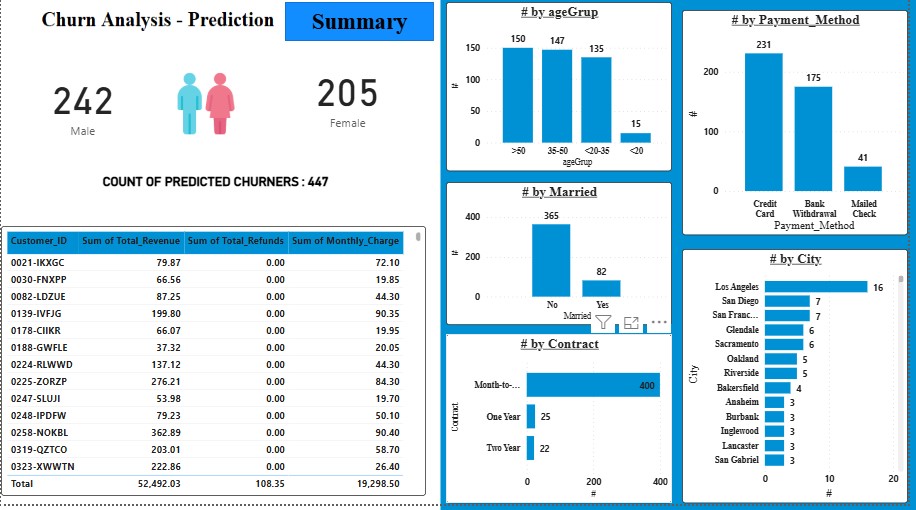 Churn Analysis - Prediction
Summary
242
Male
205
Female
COUNT OF PREDICTED CHURNERS : 447
Customer_ID Sum of Total_Revenue Sum of Total_Refunds Sum of Monthly_Charge
0021-IKXGC 79.87 0.00 72.10
0030-FNXPP 66.56 0.00 19.85
0082-LDZUE 87.25 0.00 44.30
0139-IVFJG 199.80 0.00 90.35
0178-CIIKR 66.07 0.00 19.95
0188-GWFLE 37.32 0.00 20.05
0224-RLWWD 137.12 0.00 44.30
0225-ZORZP 276.21 0.00 84.30
0247-SLUJI 53.98 0.00 19.70
0248-IPDFW 79.23 0.00 50.10
0258-NOKBL 362.89 0.00 90.40
0319-QZTCO 203.01 0.00 58.70
0323-XWWTN 222.86 0.00 26.40
Total 52,492.03 108.35 19,298.50
# by ageGrup
#
150
100
50
0
150
147
135
15
>50
35-50
<20-35
<20
ageGrup
# by Married
#
400
200
0
365
82
No
Yes
Married
# by Contract
Contract
Month-to-... 400
One Year 25
Two Year 22
0 200 400
#
# by Payment_Method
#
200
100
0
231
175
41
Credit
Card
Bank
Withdrawal
Mailed
Check
Payment_Method
# by City
City
Los Angeles 16
San Diego 7
San Franc... 7
Glendale 6
Sacramento 6
Oakland 5
Riverside 5
Bakersfield 4
Anaheim 3
Burbank 3
Inglewood 3
Lancaster 3
San Gabriel 3
0 10 20
#